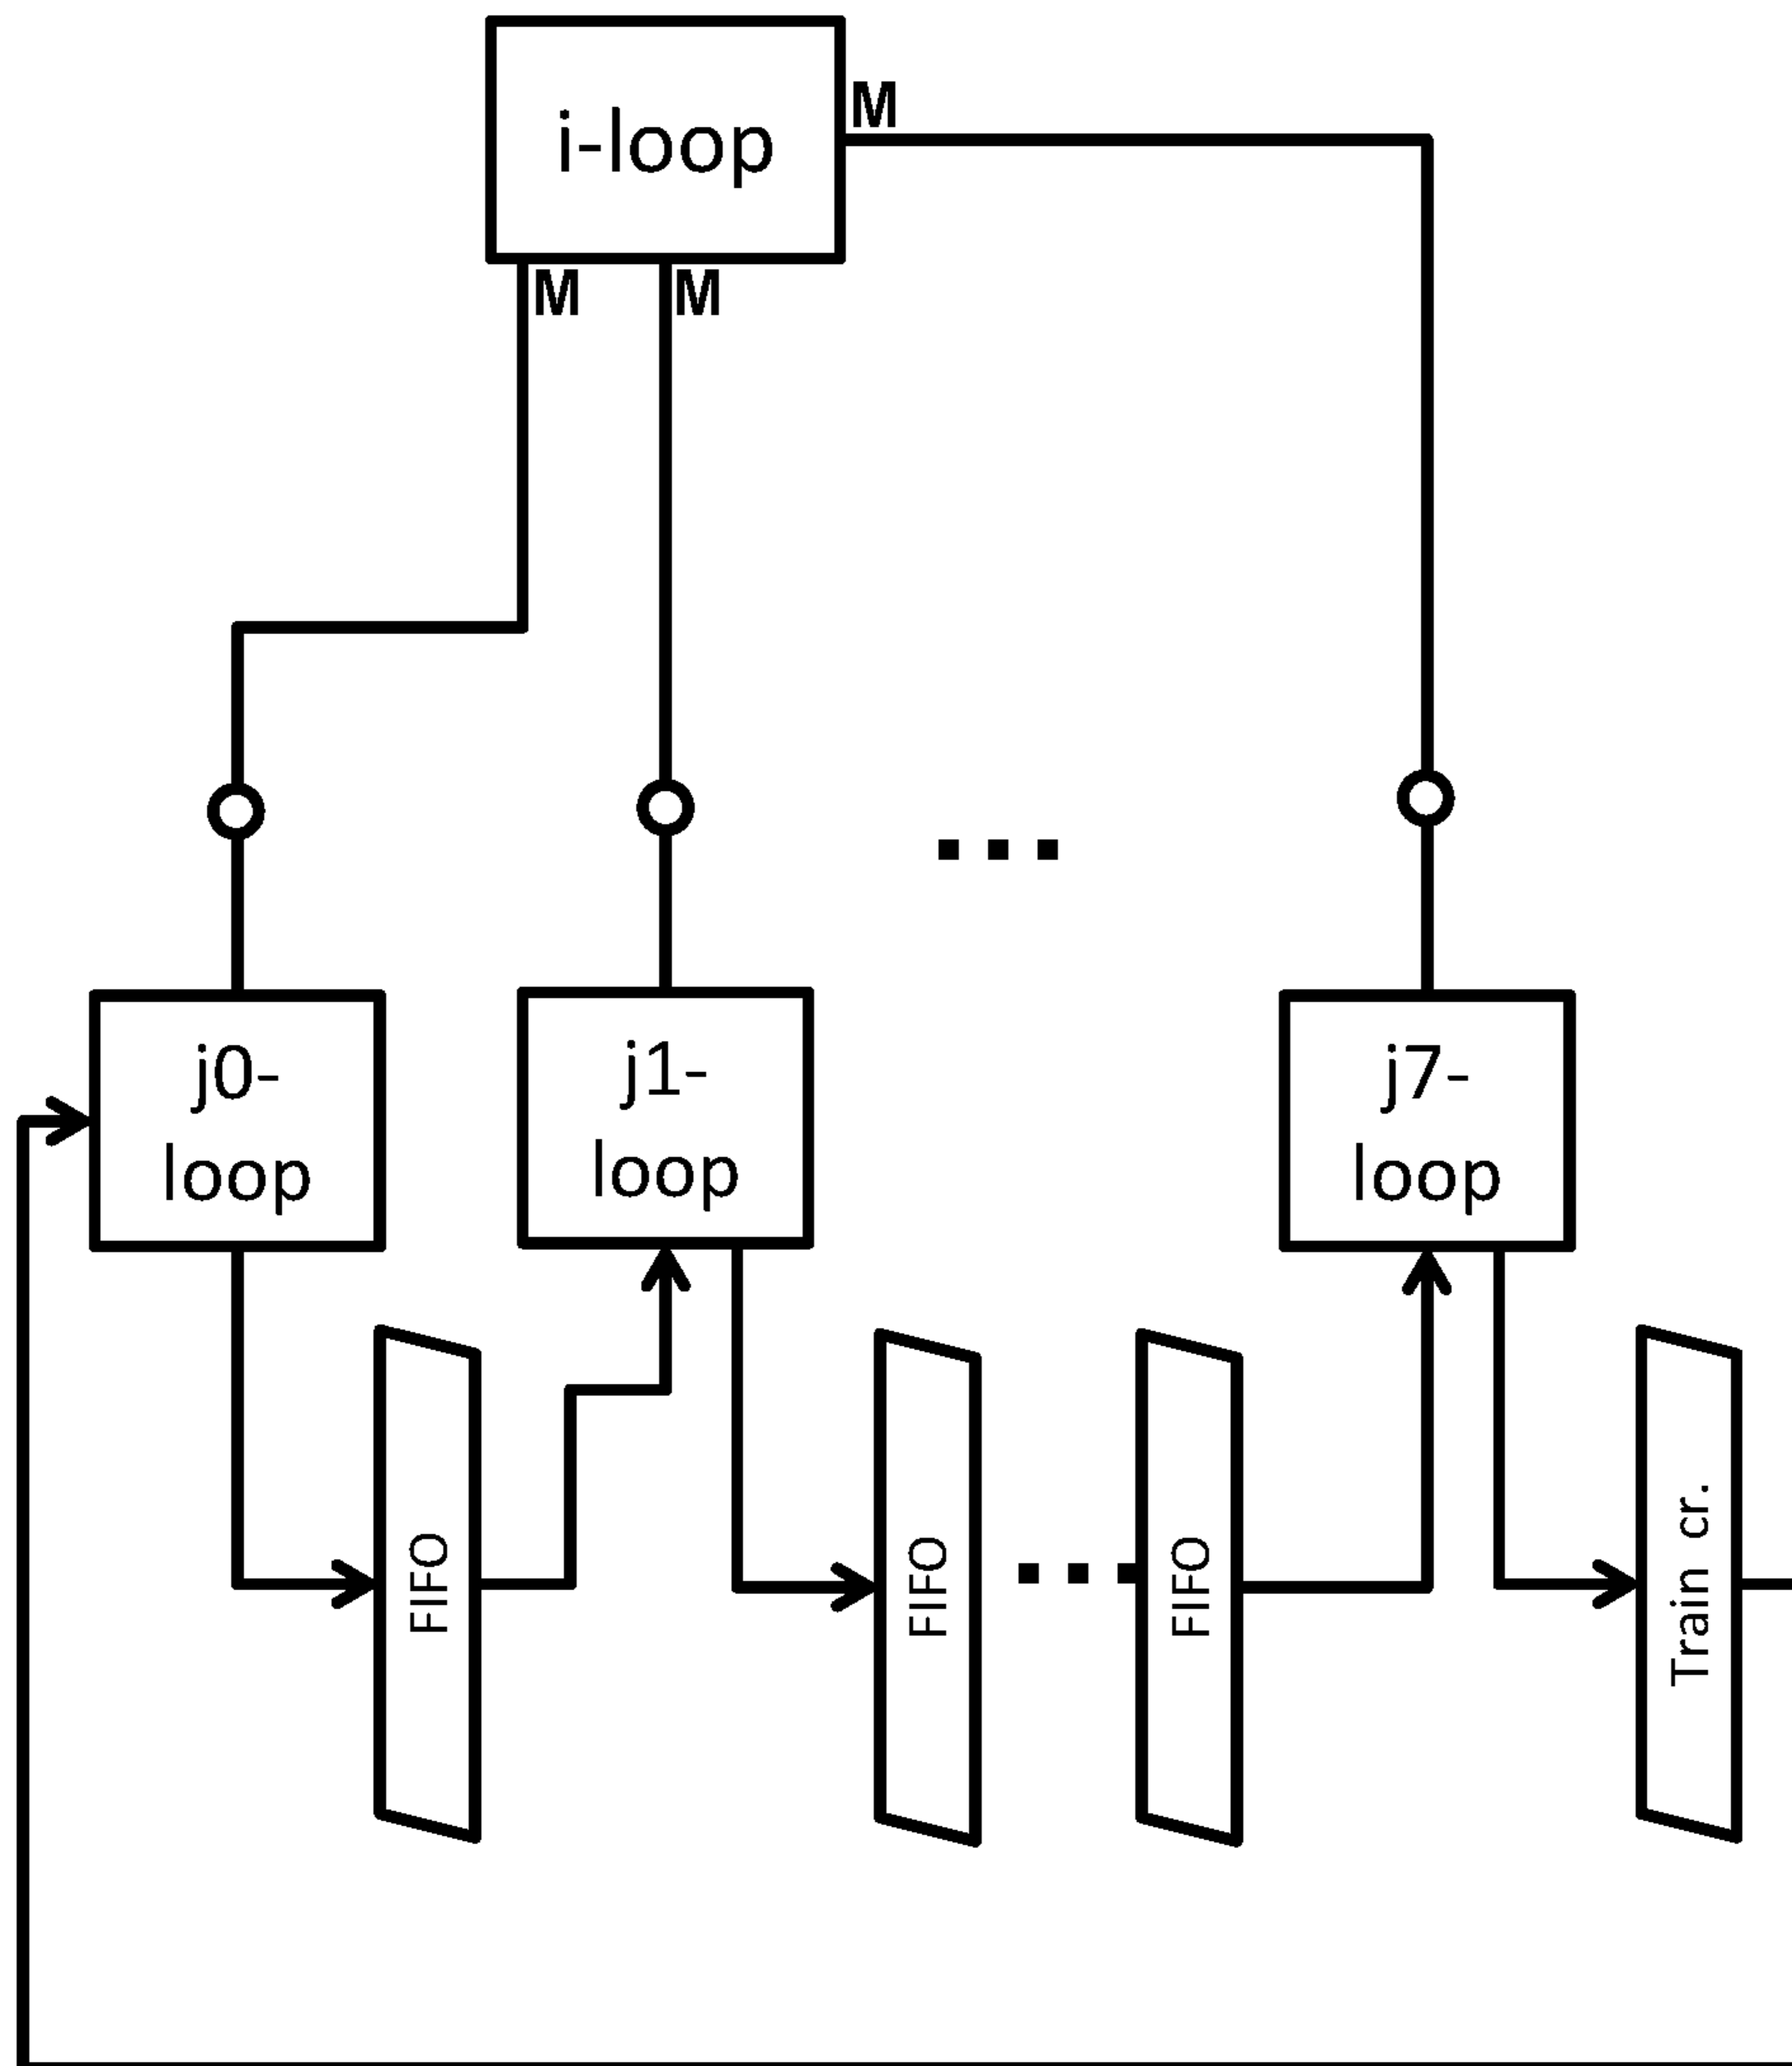 i-loop
M
M
M
...
j0-
loop
j1-
loop
j7-
loop
FIFO
FIFO
...
FIFO
Train cr.